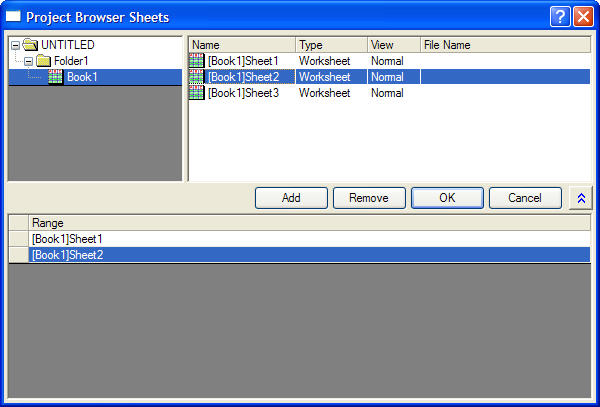 Project Browser Sheets
UNTITLED
Folder1
Book1
Name Type View File Name
[Book1]Sheet1 Worksheet Normal
[Book1]Sheet2 Worksheet Normal
[Book1]Sheet3 Worksheet Normal
Add Remove OK Cancel
Range
[Book1]Sheet1
[Book1]Sheet2